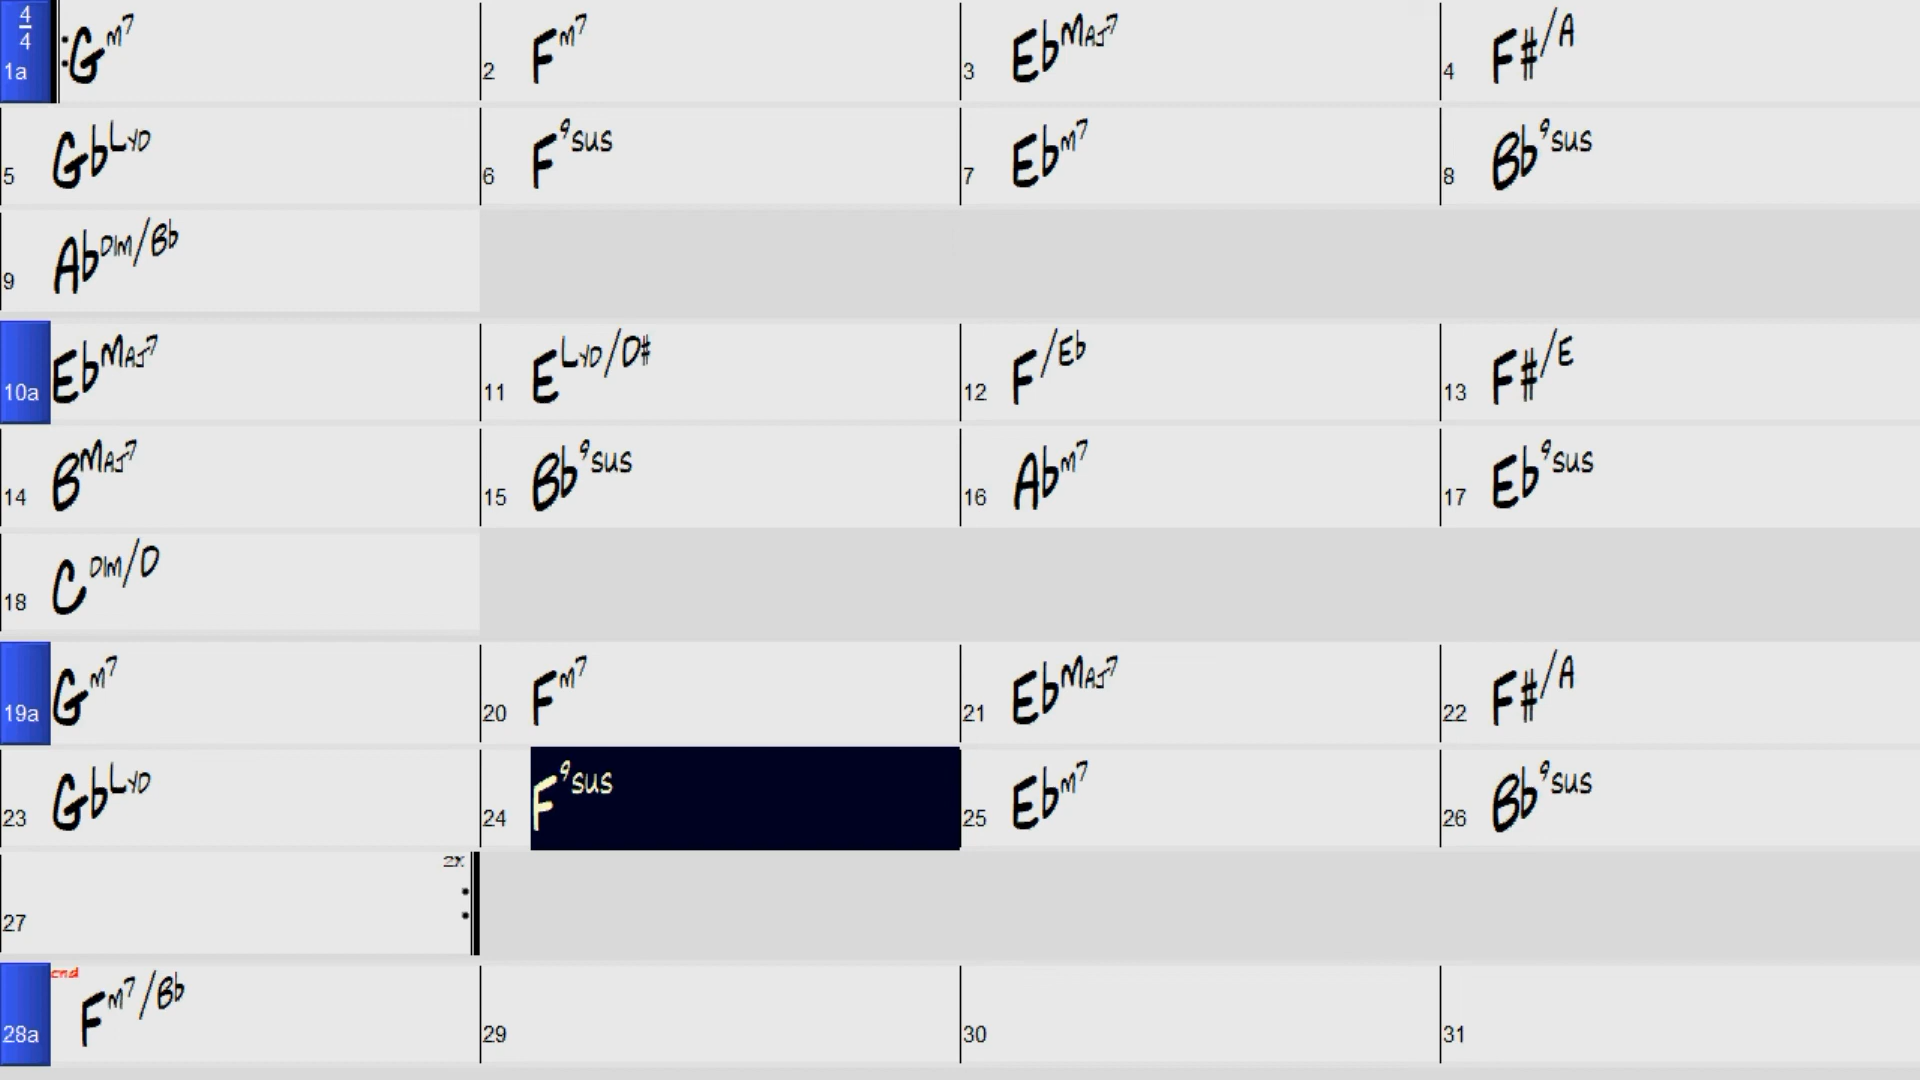 4/4 1a Gm7 2 Fm7 3 EbMAJ7 4 F#/A
5 GbLYD 6 F9sus 7 Ebm7 8 Bb9sus
9 AbDIM/Bb
10a EbMAJ7 11 ELYD/D# 12 F/Eb 13 F#/E
14 BMAJ7 15 Bb9sus 16 Abm7 17 Eb9sus
18 CDIM/D
19a Gm7 20 Fm7 21 EbMAJ7 22 F#/A
23 GbLYD 24 F9sus 25 Ebm7 26 Bb9sus
27 2x
28a end Fm7/Bb 29 30 31